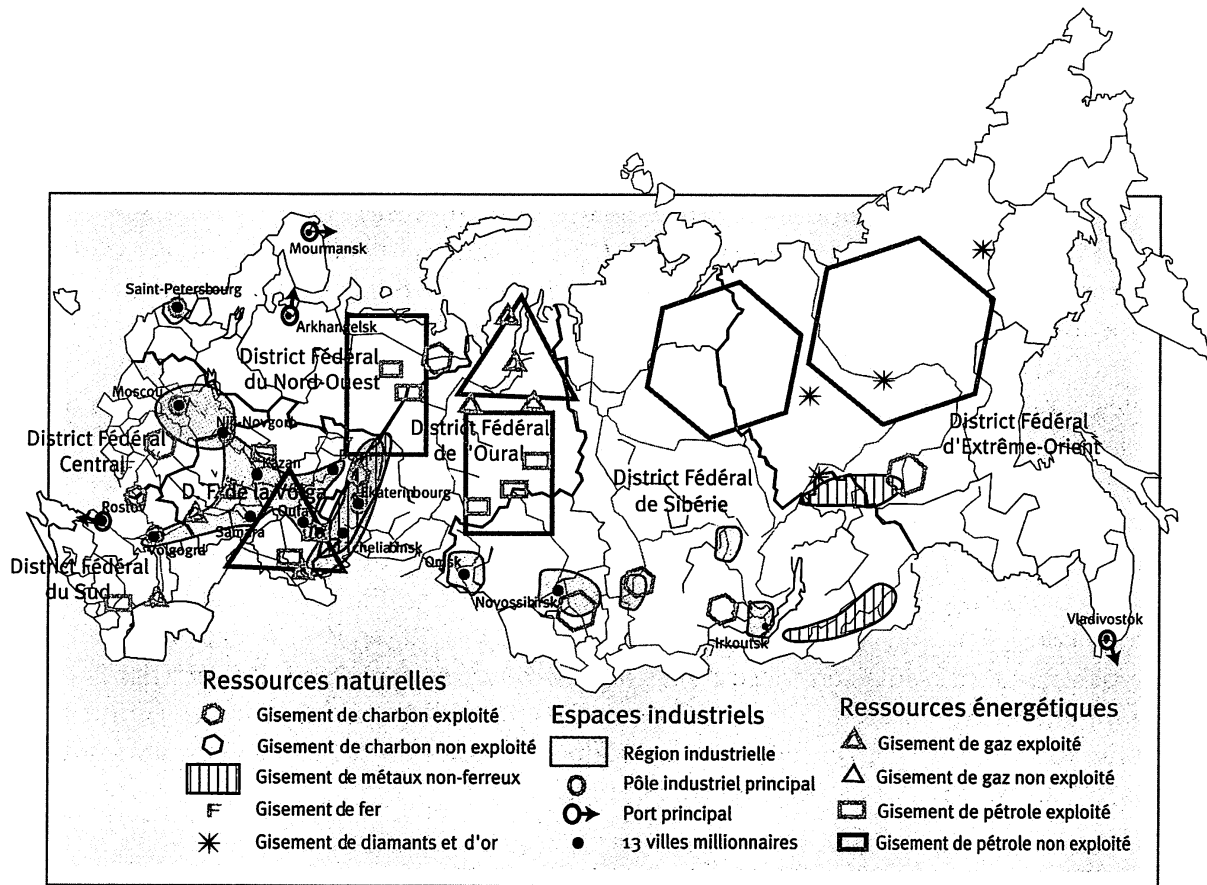 Mourmansk
Saint-Petersbourg
Arkhangelsk
District Fédéral
du Nord-Ouest
Moscou
Nij-Novgorod
District Fédéral
Central
Kazan
D. F. de la Volga
Ekaterinbourg
Oufa
Rostov
Samara
Volgograd
Cheliabinsk
District Fédéral
du Sud
District Fédéral
de l'Oural
District Fédéral
de Sibérie
District Fédéral
d'Extrême-Orient
Omsk
Novossibirsk
Irkoutsk
Vladivostok
Ressources naturelles
Gisement de charbon exploité
Gisement de charbon non exploité
Gisement de métaux non-ferreux
Gisement de fer
Gisement de diamants et d'or
Espaces industriels
Région industrielle
Pôle industriel principal
Port principal
13 villes millionnaires
Ressources énergétiques
Gisement de gaz exploité
Gisement de gaz non exploité
Gisement de pétrole exploité
Gisement de pétrole non exploité